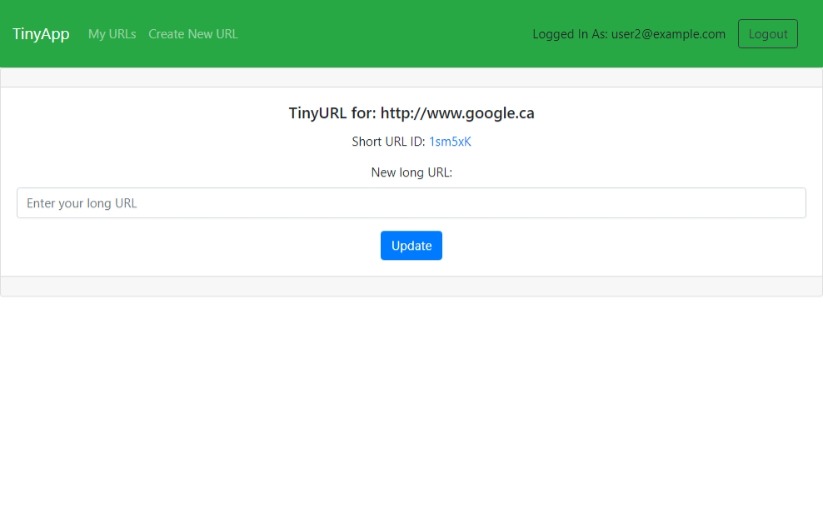 TinyApp My URLs Create New URL Logged In As: user2@example.com Logout
TinyURL for: http://www.google.ca
Short URL ID: 1sm5xK
New long URL:
Enter your long URL
Update